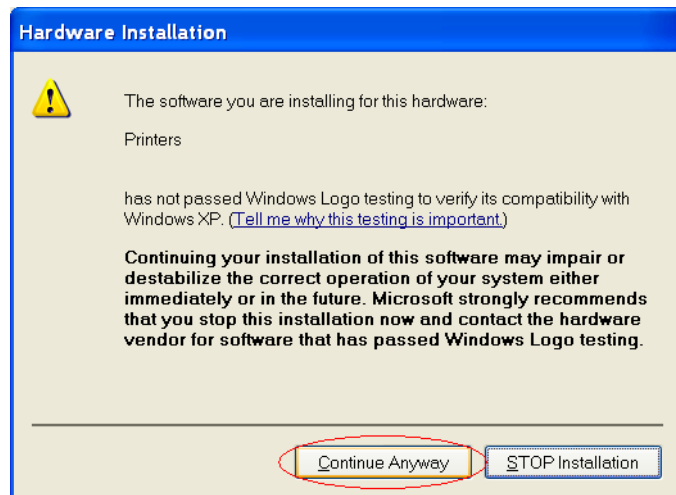 Hardware Installation
The software you are installing for this hardware:
Printers
has not passed Windows Logo testing to verify its compatibility with
Windows XP. (Tell me why this testing is important.)
Continuing your installation of this software may impair or
destabilize the correct operation of your system either
immediately or in the future. Microsoft strongly recommends
that you stop this installation now and contact the hardware
vendor for software that has passed Windows Logo testing.
Continue Anyway STOP Installation